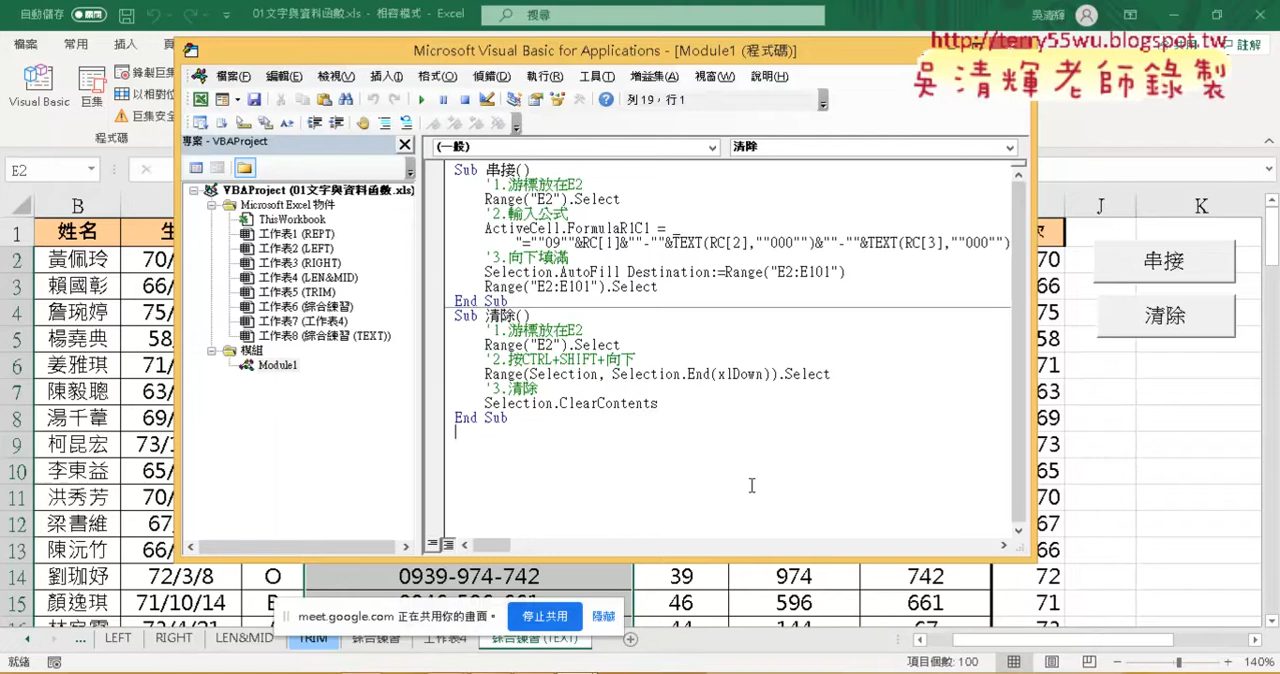 自動儲存
01文字與資料函數.xls - 相容模式 - Excel
搜尋
吳清輝
http://terry55wu.blogspot.tw
吳清輝老師錄製
檔案 常用 插入
註解
Visual Basic
巨集
錄製巨集
以相對位
巨集安全
程式碼
Microsoft Visual Basic for Applications - [Module1 (程式碼)]
檔案(F) 編輯(E) 檢視(V) 插入(I) 格式(O) 偵錯(D) 執行(R) 工具(T) 增益集(A) 視窗(W) 說明(H)
列 19，行 1
專案 - VBAProject
VBAProject (01文字與資料函數.xls)
Microsoft Excel 物件
ThisWorkbook
工作表1 (REPT)
工作表2 (LEFT)
工作表3 (RIGHT)
工作表4 (LEN&MID)
工作表5 (TRIM)
工作表6 (綜合練習)
工作表7 (工作表4)
工作表8 (綜合練習(TEXT))
模組
Module1
(一般)
清除
Sub 串接()
'1.游標放在E2
Range("E2").Select
'2.輸入公式
ActiveCell.FormulaR1C1 = _
"=""09""&RC[1]&""-""&TEXT(RC[2],""000"")&""-""&TEXT(RC[3],""000"")
'3.向下填滿
Selection.AutoFill Destination:=Range("E2:E101")
Range("E2:E101").Select
End Sub
Sub 清除()
'1.游標放在E2
Range("E2").Select
'2.按CTRL+SHIFT+向下
Range(Selection, Selection.End(xlDown)).Select
'3.清除
Selection.ClearContents
End Sub
E2
B J K
1 姓名
2 黃佩玲 70/ 70
3 賴國彰 66/ 66
4 詹琬婷 75/ 75
5 楊堯典 58/ 58
6 姜雅琪 71/ 71
7 陳毅聰 63/ 63
8 湯千葦 69/ 69
9 柯昆宏 73/1 73
10 李東益 65/ 65
11 洪秀芳 70/ 70
12 梁書維 67/ 67
13 陳沅竹 66/ 66
14 劉珈妤 72/3/8 O 0939-974-742 39 974 742 72
15 顏逸琪 71/10/14 B 0946-596-661 46 596 661 71
串接
清除
meet.google.com 正在共用你的畫面。
停止共用
隱藏
... LEFT RIGHT LEN&MID TRIM 綜合練習 工作表4 綜合練習(TEXT)
就緒
項目個數: 100
140%